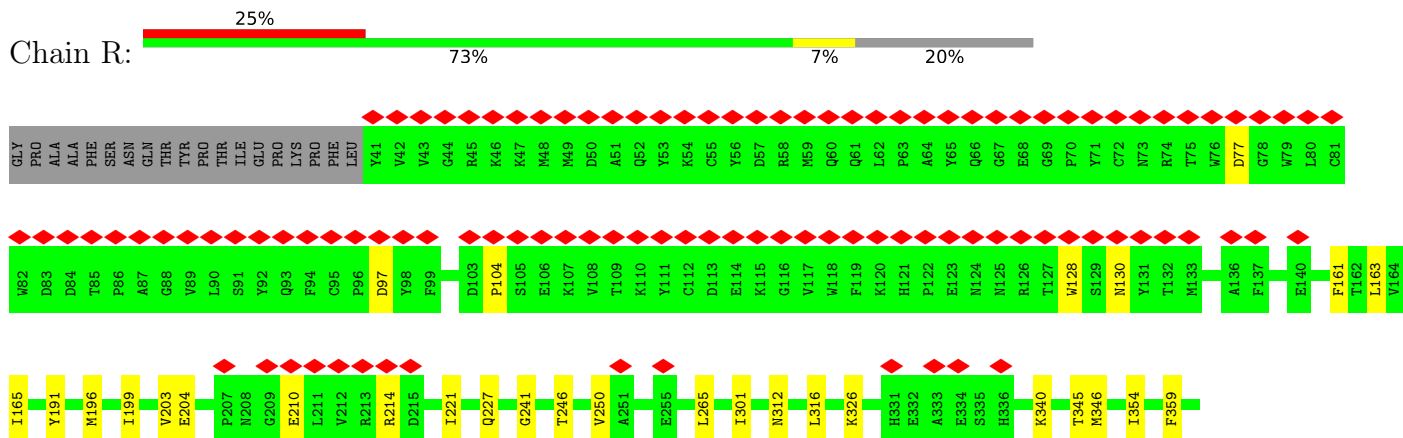 25%
Chain R:
73% 7% 20%
GLY PRO ALA ALA PHE SER ASN GLN THR TYR PRO THR ILE GLU PRO LYS PRO PHE LEU Y41 V42 V43 G44 R45 K46 K47 M48 M49 D50 A51 Q52 Y53 K54 C55 Y56 D57 R58 M59 Q60 Q61 L62 P63 A64 Y65 Q66 G67 E68 G69 P70 Y71 C72 N73 R74 T75 W76 D77 G78 W79 L80 C81
W82 D83 D84 T85 P86 A87 G88 V89 L90 S91 Y92 Q93 F94 C95 P96 D97 Y98 F99 D103 P104 S105 E106 K107 V108 T109 K110 Y111 C112 D113 E114 K115 G116 V117 W118 F119 K120 H121 P122 E123 N124 N125 R126 T127 W128 S129 N130 Y131 T132 M133 A136 F137 E140 F161 T162 L163 V164
I165 Y191 M196 I199 V203 E204 P207 N208 G209 E210 L211 V212 R213 R214 D215 I221 Q227 G241 T246 V250 A251 E255 L265 I301 N312 L316 K326 H331 E332 A333 E334 S335 H336 K340 T345 M346 I354 F359